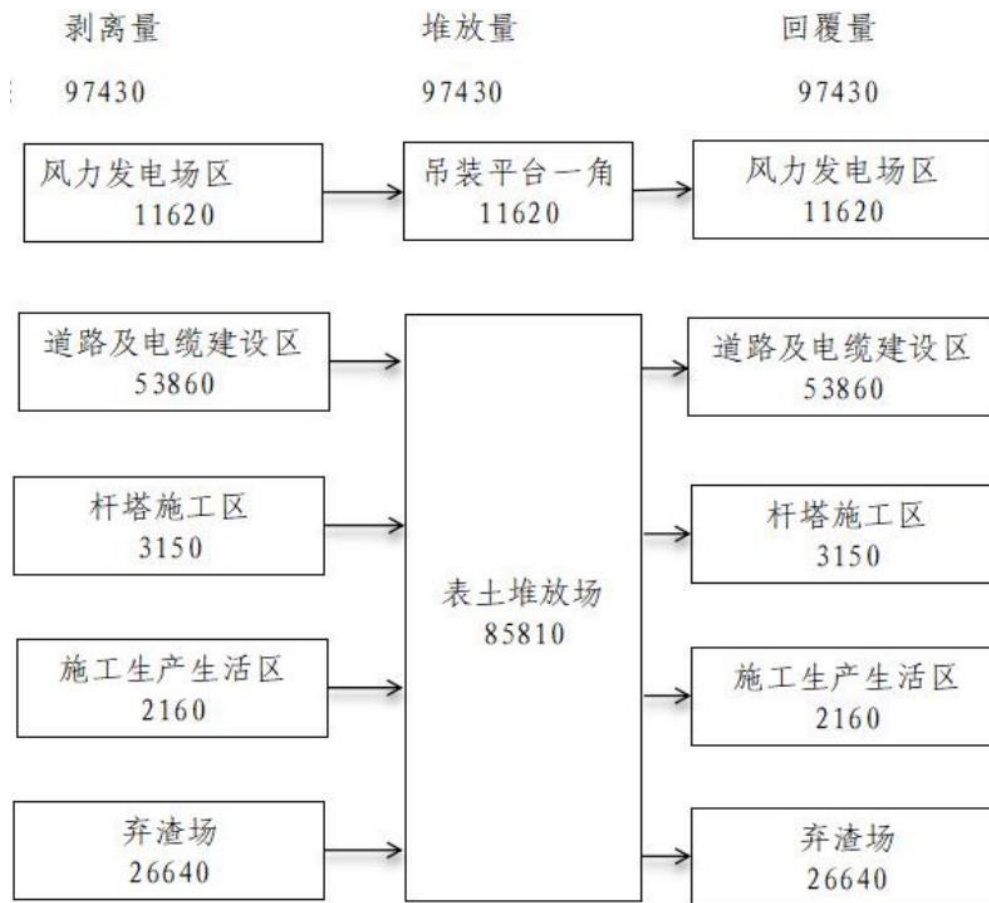 剥离量
堆放量
回覆量
97430
97430
97430
风力发电场区
11620
吊装平台一角
11620
风力发电场区
11620
道路及电缆建设区
53860
杆塔施工区
3150
施工生产生活区
2160
弃渣场
26640
表土堆放场
85810
道路及电缆建设区
53860
杆塔施工区
3150
施工生产生活区
2160
弃渣场
26640